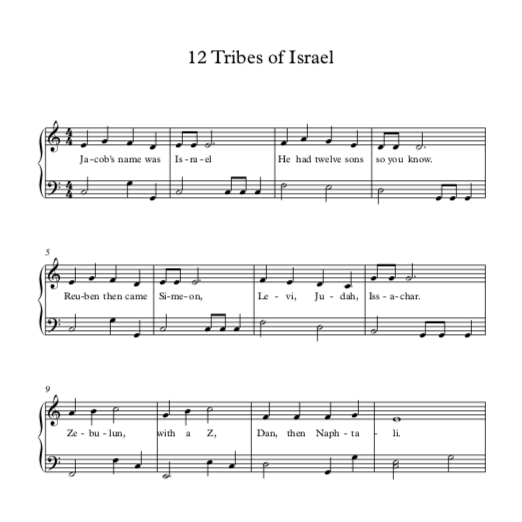 12 Tribes of Israel
4 4
Ja-cob's name was Is-ra-el He had twelve sons so you know.
4 4
5
Reu-ben then came Si-me-on, Le-vi, Ju-dah, Iss-a-char.
9
Ze-bu-lun, with a Z, Dan, then Naph-ta-li.